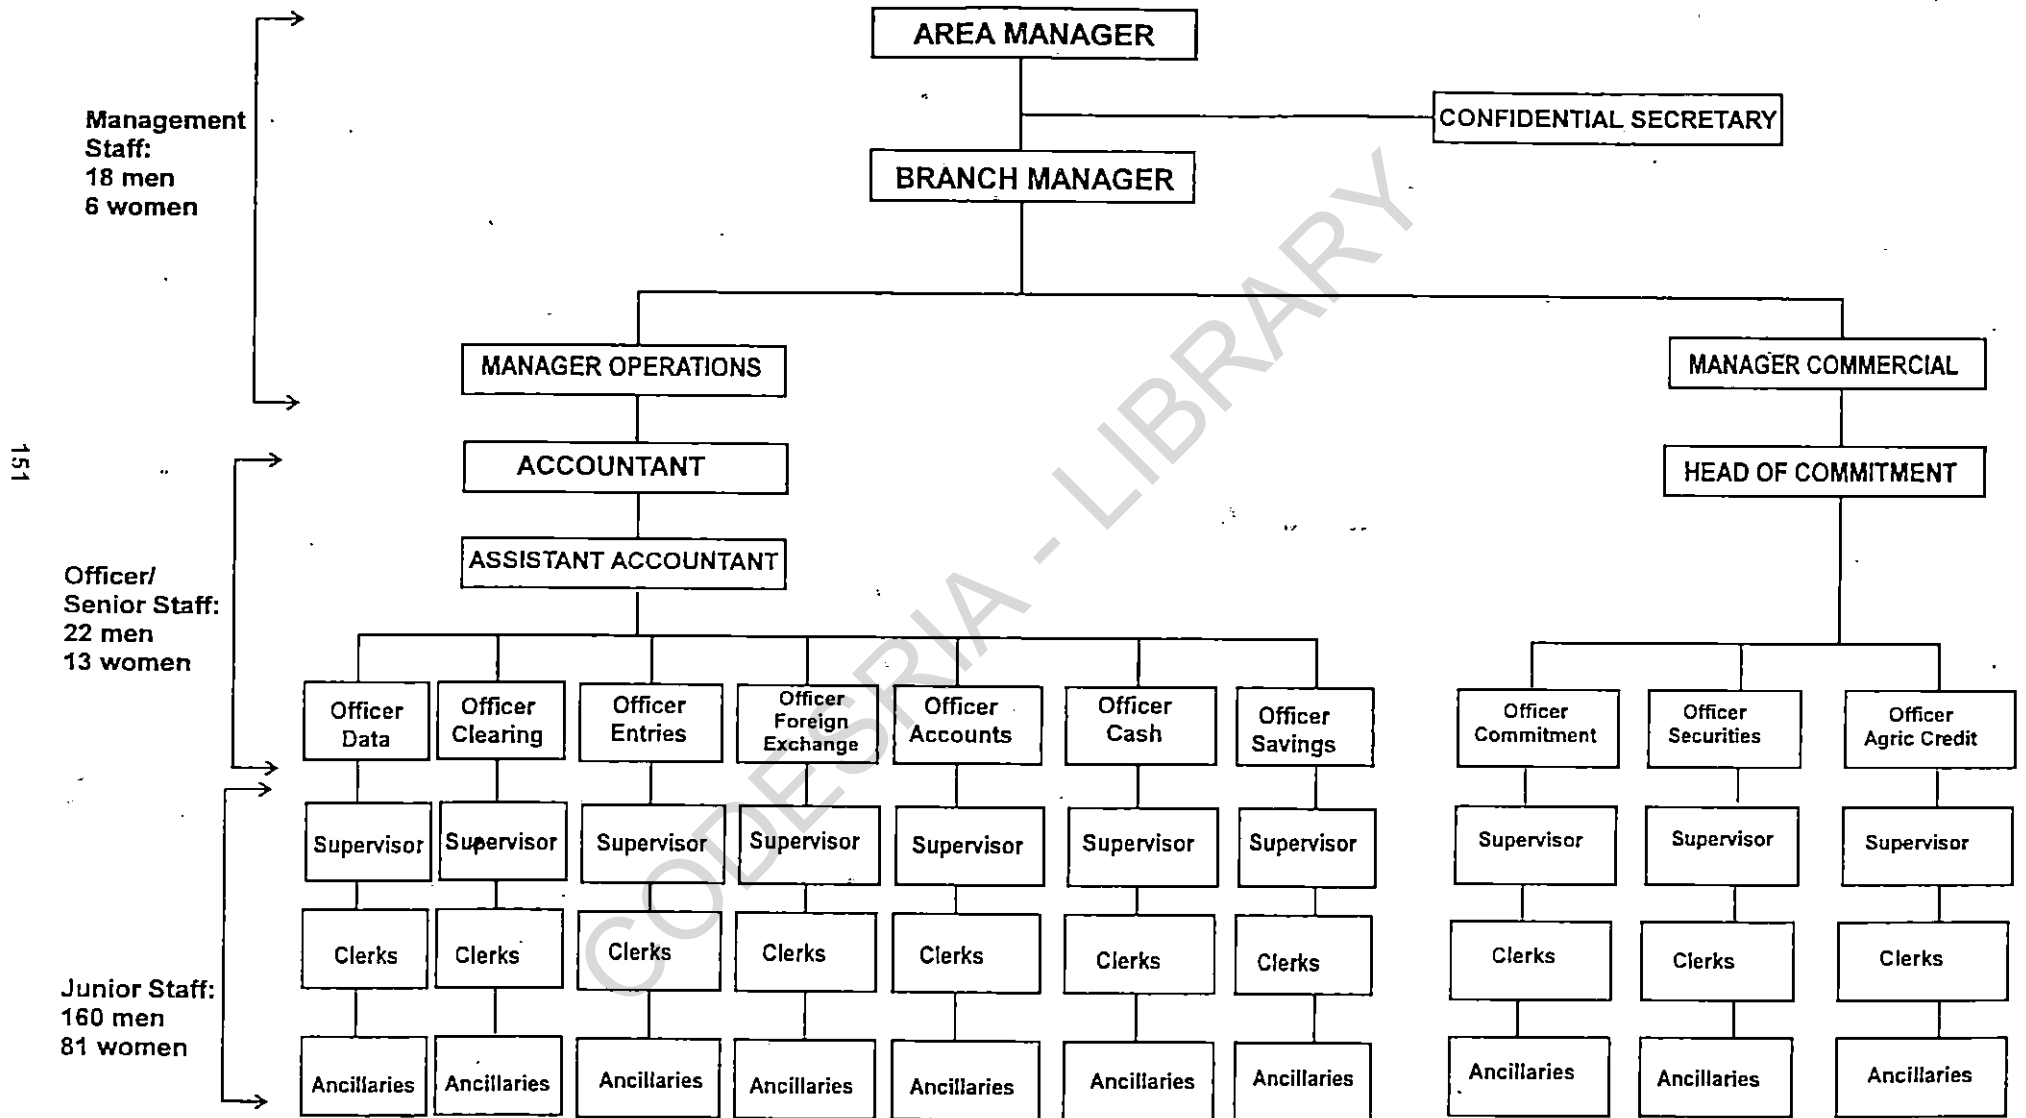 AREA MANAGER
CONFIDENTIAL SECRETARY
Management
Staff:
18 men
6 women
BRANCH MANAGER
MANAGER OPERATIONS
MANAGER COMMERCIAL
151
ACCOUNTANT
HEAD OF COMMITMENT
ASSISTANT ACCOUNTANT
Officer/
Senior Staff:
22 men
13 women
Officer
Data
Officer
Clearing
Officer
Entries
Officer
Foreign
Exchange
Officer
Accounts
Officer
Cash
Officer
Savings
Officer
Commitment
Officer
Securities
Officer
Agric Credit
Supervisor
Supervisor
Supervisor
Supervisor
Supervisor
Supervisor
Supervisor
Supervisor
Supervisor
Supervisor
Clerks
Clerks
Clerks
Clerks
Clerks
Clerks
Clerks
Clerks
Clerks
Clerks
Junior Staff:
160 men
81 women
Ancillaries
Ancillaries
Ancillaries
Ancillaries
Ancillaries
Ancillaries
Ancillaries
Ancillaries
Ancillaries
Ancillaries
CODESRIA - LIBRARY